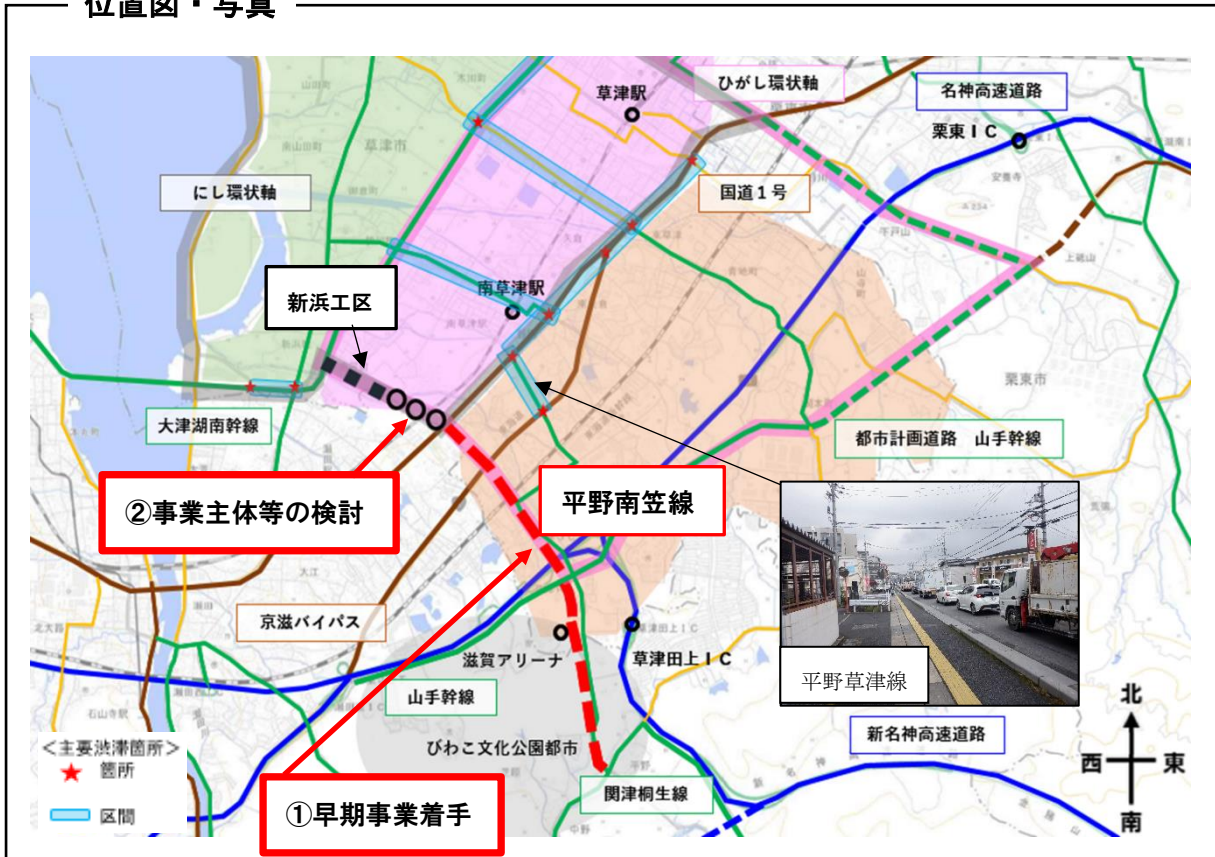 位置図・写真
草津駅
ひがし環状軸
名神高速道路
栗東IC
草津市
にし環状軸
国道1号
新浜工区
南草津駅
栗東市
大津湖南幹線
都市計画道路 山手幹線
②事業主体等の検討
平野南笠線
京滋バイパス
滋賀アリーナ
草津田上IC
平野草津線
山手幹線
びわこ文化公園都市
新名神高速道路
北
西
東
南
<主要渋滞箇所>
箇所
区間
①早期事業着手
関津桐生線